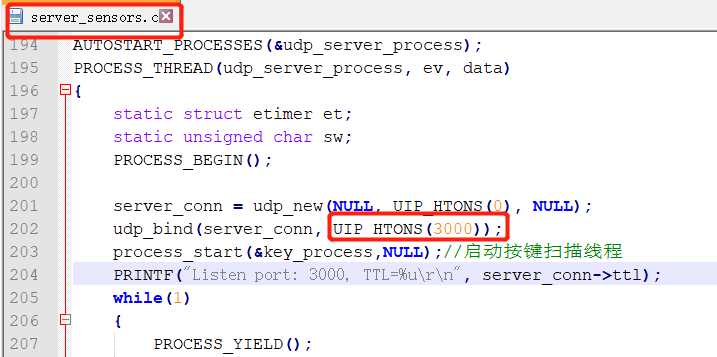 server_sensors.c
194 AUTOSTART_PROCESSES(&udp_server_process);
195 PROCESS_THREAD(udp_server_process, ev, data)
196 {
197 static struct etimer et;
198 static unsigned char sw;
199 PROCESS_BEGIN();
200
201 server_conn = udp_new(NULL, UIP_HTONS(0), NULL);
202 udp_bind(server_conn, UIP_HTONS(3000));
203 process_start(&key_process,NULL);//启动按键扫描线程
204 PRINTF("Listen port: 3000, TTL=%u\r\n", server_conn->ttl);
205 while(1)
206 {
207 PROCESS_YIELD();